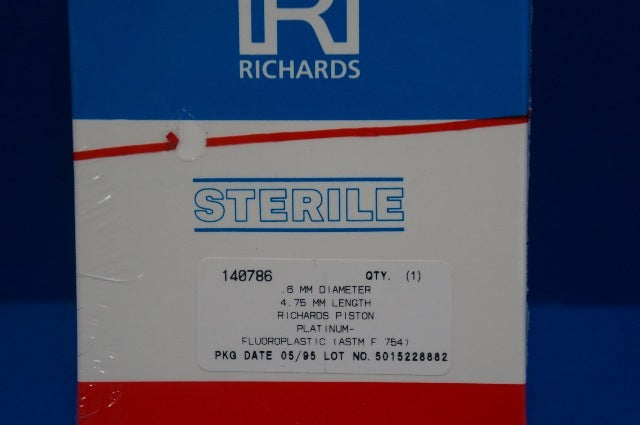 R
RICHARDS
STERILE
140786 QTY. (1)
.6 MM DIAMETER
4.75 MM LENGTH
RICHARDS PISTON
PLATINUM-
FLUOROPLASTIC (ASTM F 754)
PKG DATE 05/95 LOT NO. 5015228882